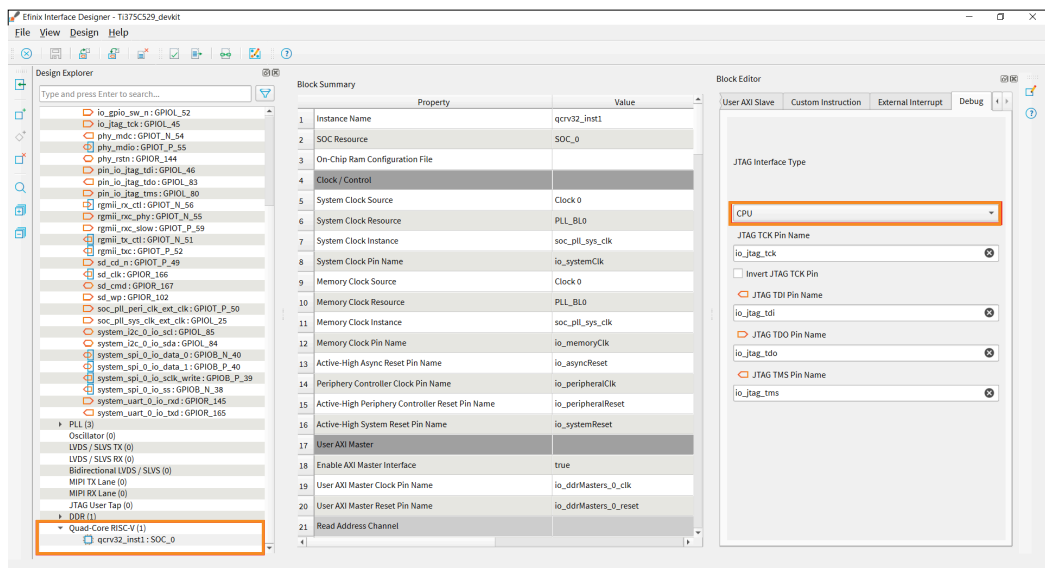 Efinix Interface Designer - Ti375C529_devkit
File View Design Help
Design Explorer
Type and press Enter to search...
io_gpio_sw_n : GPIOL_52
io_jtag_tck : GPIOL_45
phy_mdc : GPIOT_N_54
phy_mdio : GPIOT_P_55
phy_rstn : GPIOR_144
pin_io_jtag_tdi : GPIOL_46
pin_io_jtag_tdo : GPIOL_83
pin_io_jtag_tms : GPIOL_80
rgmii_rx_ctl : GPIOT_N_56
rgmii_rxc_phy : GPIOT_N_55
rgmii_rxc_slow : GPIOT_P_59
rgmii_tx_ctl : GPIOT_N_51
rgmii_txc : GPIOT_P_52
sd_cd_n : GPIOT_P_49
sd_clk : GPIOR_166
sd_cmd : GPIOR_167
sd_wp : GPIOR_102
soc_pll_peri_clk_ext_clk : GPIOT_P_50
soc_pll_sys_clk_ext_clk : GPIOL_25
system_i2c_0_io_scl : GPIOL_85
system_i2c_0_io_sda : GPIOL_84
system_spi_0_io_data_0 : GPIOB_N_40
system_spi_0_io_data_1 : GPIOB_P_40
system_spi_0_io_sclk_write : GPIOB_P_39
system_spi_0_io_ss : GPIOB_N_38
system_uart_0_io_rxd : GPIOR_145
system_uart_0_io_txd : GPIOR_165
PLL (3)
Oscillator (0)
LVDS / SLVS TX (0)
LVDS / SLVS RX (0)
Bidirectional LVDS / SLVS (0)
MIPI TX Lane (0)
MIPI RX Lane (0)
JTAG User Tap (0)
DDR (1)
Quad-Core RISC-V (1)
qcrv32_inst1 : SOC_0
Block Summary
Property Value
1 Instance Name qcrv32_inst1
2 SOC Resource SOC_0
3 On-Chip Ram Configuration File
4 Clock / Control
5 System Clock Source Clock 0
6 System Clock Resource PLL_BL0
7 System Clock Instance soc_pll_sys_clk
8 System Clock Pin Name io_systemClk
9 Memory Clock Source Clock 0
10 Memory Clock Resource PLL_BL0
11 Memory Clock Instance soc_pll_sys_clk
12 Memory Clock Pin Name io_memoryClk
13 Active-High Async Reset Pin Name io_asyncReset
14 Periphery Controller Clock Pin Name io_peripheralClk
15 Active-High Periphery Controller Reset Pin Name io_peripheralReset
16 Active-High System Reset Pin Name io_systemReset
17 User AXI Master
18 Enable AXI Master Interface true
19 User AXI Master Clock Pin Name io_ddrMasters_0_clk
20 User AXI Master Reset Pin Name io_ddrMasters_0_reset
21 Read Address Channel
Block Editor
User AXI Slave Custom Instruction External Interrupt Debug
JTAG Interface Type
CPU
JTAG TCK Pin Name
io_jtag_tck
Invert JTAG TCK Pin
JTAG TDI Pin Name
io_jtag_tdi
JTAG TDO Pin Name
io_jtag_tdo
JTAG TMS Pin Name
io_jtag_tms